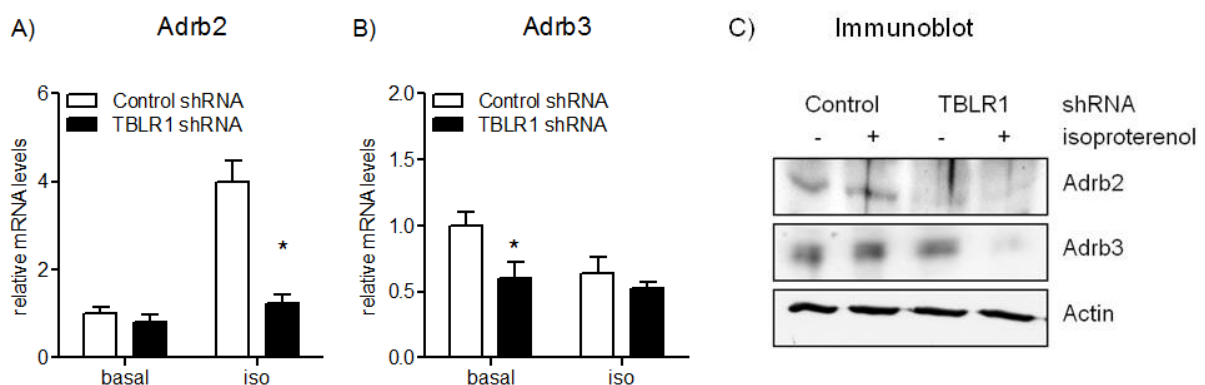 A) Adrb2
relative mRNA levels
6
4
2
0
Control shRNA
TBLR1 shRNA
*
basal iso
B) Adrb3
relative mRNA levels
2.0
1.5
1.0
0.5
0.0
Control shRNA
TBLR1 shRNA
*
basal iso
C) Immunoblot
Control TBLR1 shRNA
- + - + isoproterenol
Adrb2
Adrb3
Actin